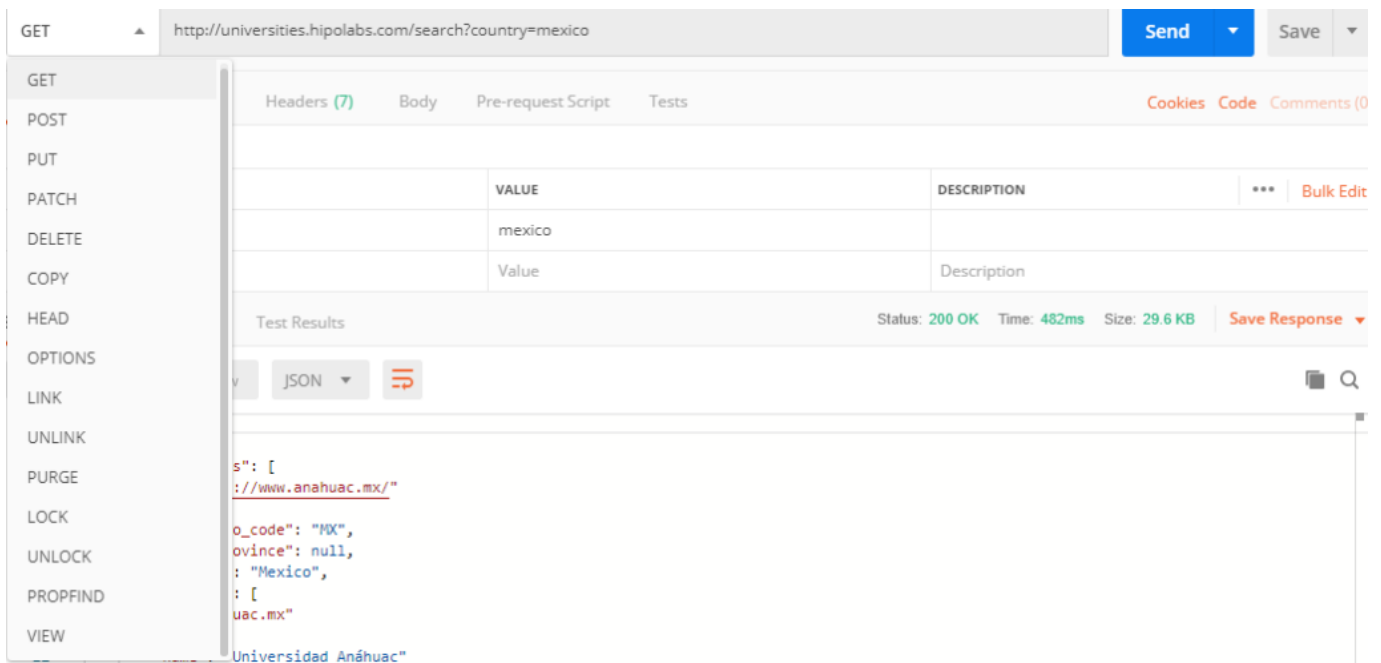 GET http://universities.hipolabs.com/search?country=mexico Send Save
GET
Headers (7) Body Pre-request Script Tests Cookies Code Comments (0
POST
PUT
VALUE DESCRIPTION ••• Bulk Edit
PATCH
mexico
DELETE
COPY
Value Description
HEAD
Test Results Status: 200 OK Time: 482ms Size: 29.6 KB Save Response
OPTIONS
JSON
LINK
UNLINK
s": [
PURGE
://www.anahuac.mx/"
LOCK
o_code": "MX",
UNLOCK
ovince": null,
: "Mexico",
PROPFIND
: [
uac.mx"
VIEW
"Universidad Anáhuac"